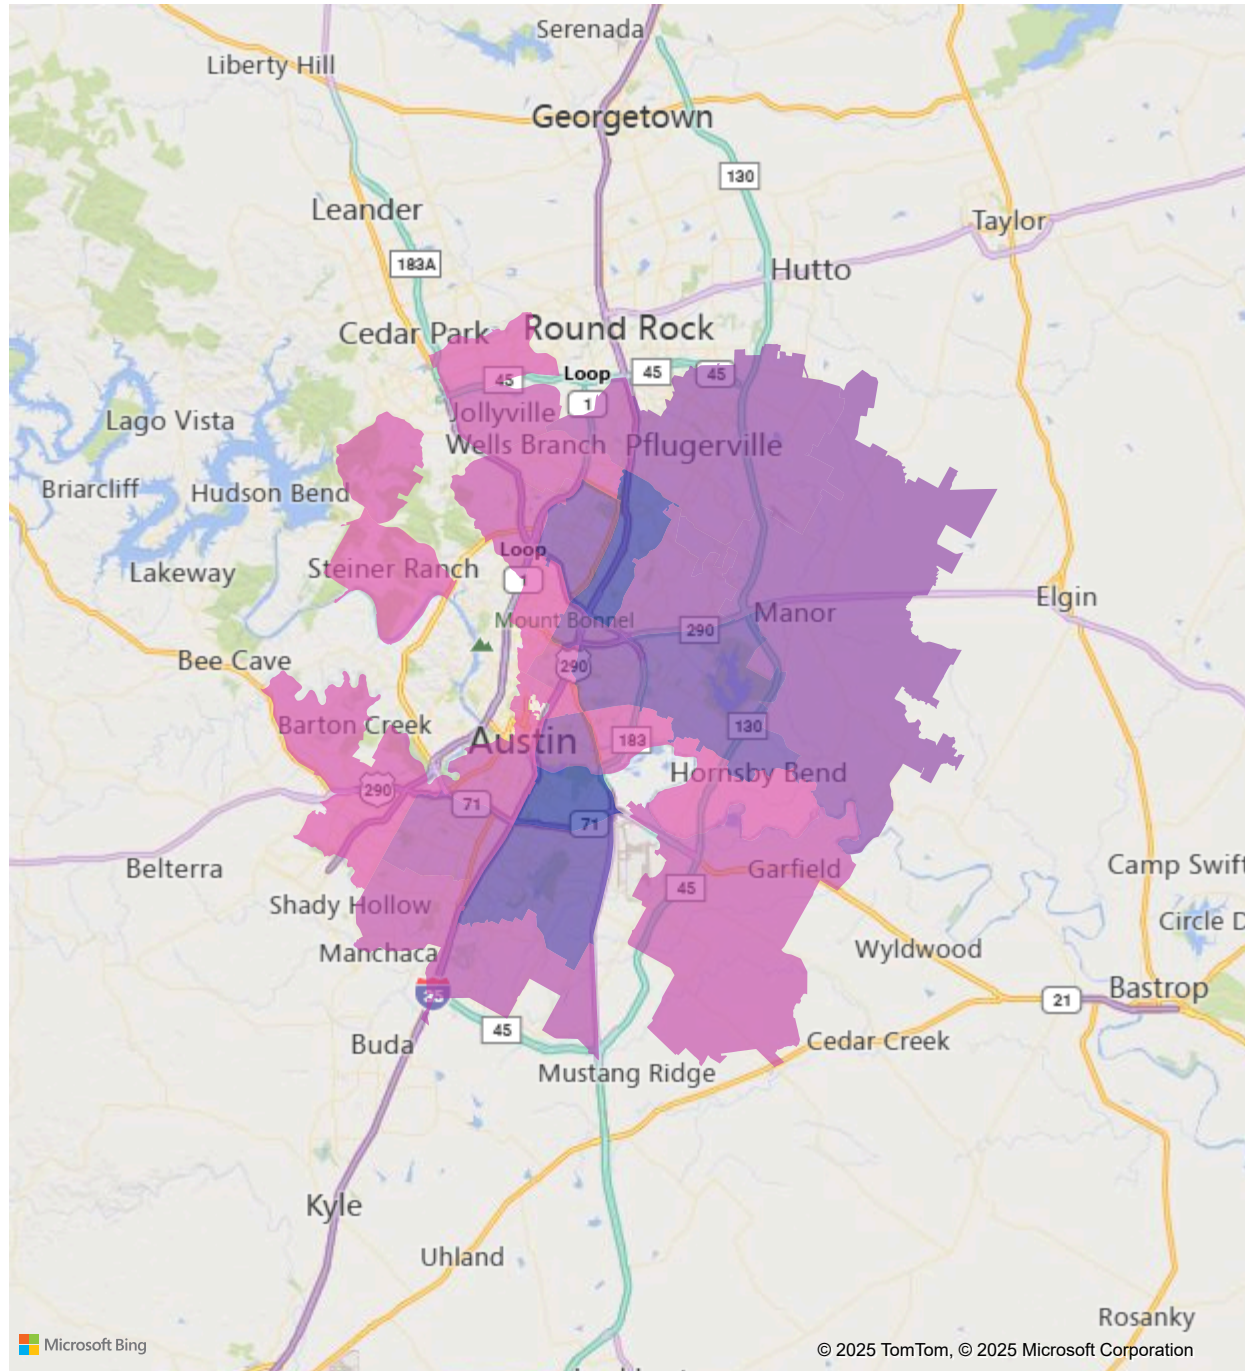 Serenada
Liberty Hill
Georgetown
130
Leander
Taylor
183A
Hutto
Cedar Park
Round Rock
45
Loop
45
45
1
Jollyville
Lago Vista
Wells Branch
Pflugerville
Briarcliff
Hudson Bend
Loop
1
Lakeway
Steiner Ranch
Elgin
Mount Bonnel
Manor
290
Bee Cave
290
Barton Creek
130
Austin
183
Hornsby Bend
290
71
71
Belterra
Garfield
Camp Swift
45
Shady Hollow
Circle D
Manchaca
Wyldwood
35
Bastrop
21
45
Buda
Cedar Creek
Mustang Ridge
Kyle
Uhland
Rosanky
Microsoft Bing
© 2025 TomTom, © 2025 Microsoft Corporation